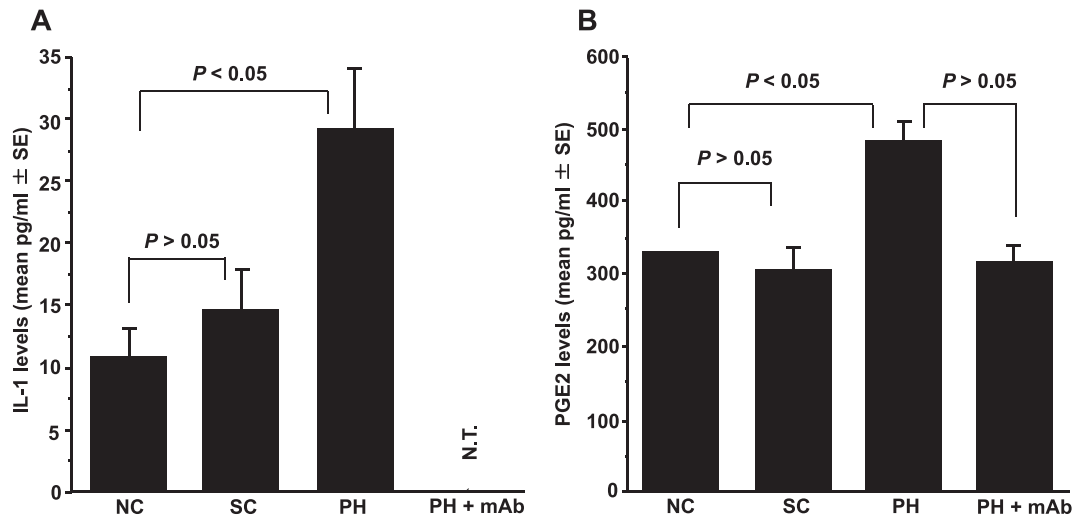 A
IL-1 levels (mean pg/ml ± SE)
35
30
25
20
15
10
5
0
P < 0.05
P > 0.05
N.T.
NC SC PH PH + mAb
B
PGE2 levels (mean pg/ml ± SE)
600
500
400
300
200
100
0
P < 0.05
P > 0.05
P > 0.05
NC SC PH PH + mAb